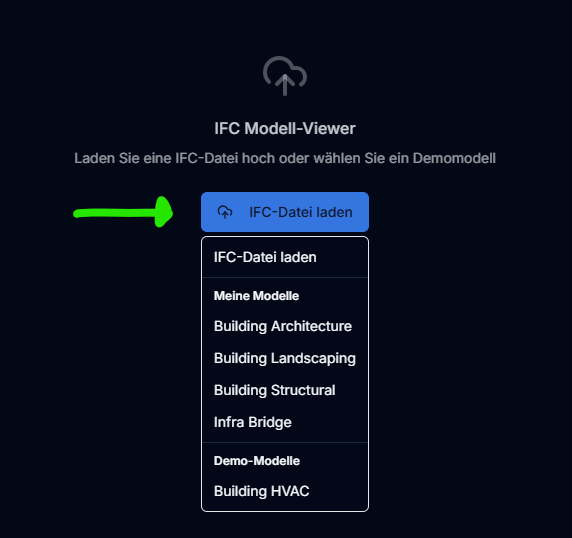 IFC Modell-Viewer
Laden Sie eine IFC-Datei hoch oder wählen Sie ein Demomodell
IFC-Datei laden
IFC-Datei laden
Meine Modelle
Building Architecture
Building Landscaping
Building Structural
Infra Bridge
Demo-Modelle
Building HVAC